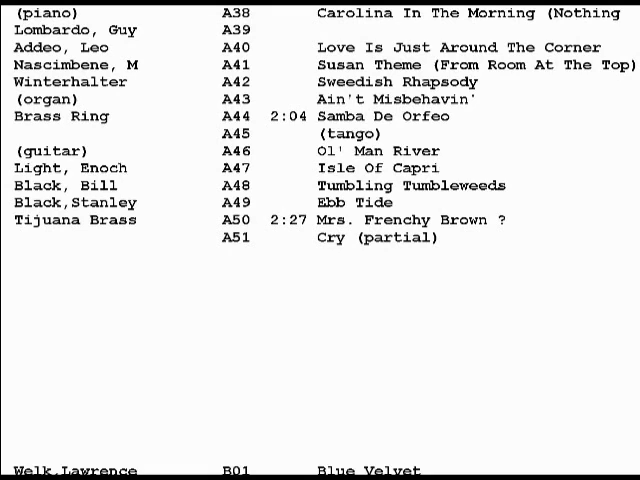 (piano) A38 Carolina In The Morning (Nothing
Lombardo, Guy A39
Addeo, Leo A40 Love Is Just Around The Corner
Nascimbene, M A41 Susan Theme (From Room At The Top)
Winterhalter A42 Sweedish Rhapsody
(organ) A43 Ain't Misbehavin'
Brass Ring A44 2:04 Samba De Orfeo
A45 (tango)
(guitar) A46 Ol' Man River
Light, Enoch A47 Isle Of Capri
Black, Bill A48 Tumbling Tumbleweeds
Black,Stanley A49 Ebb Tide
Tijuana Brass A50 2:27 Mrs. Frenchy Brown ?
A51 Cry (partial)
Welk,Lawrence B01 Blue Velvet